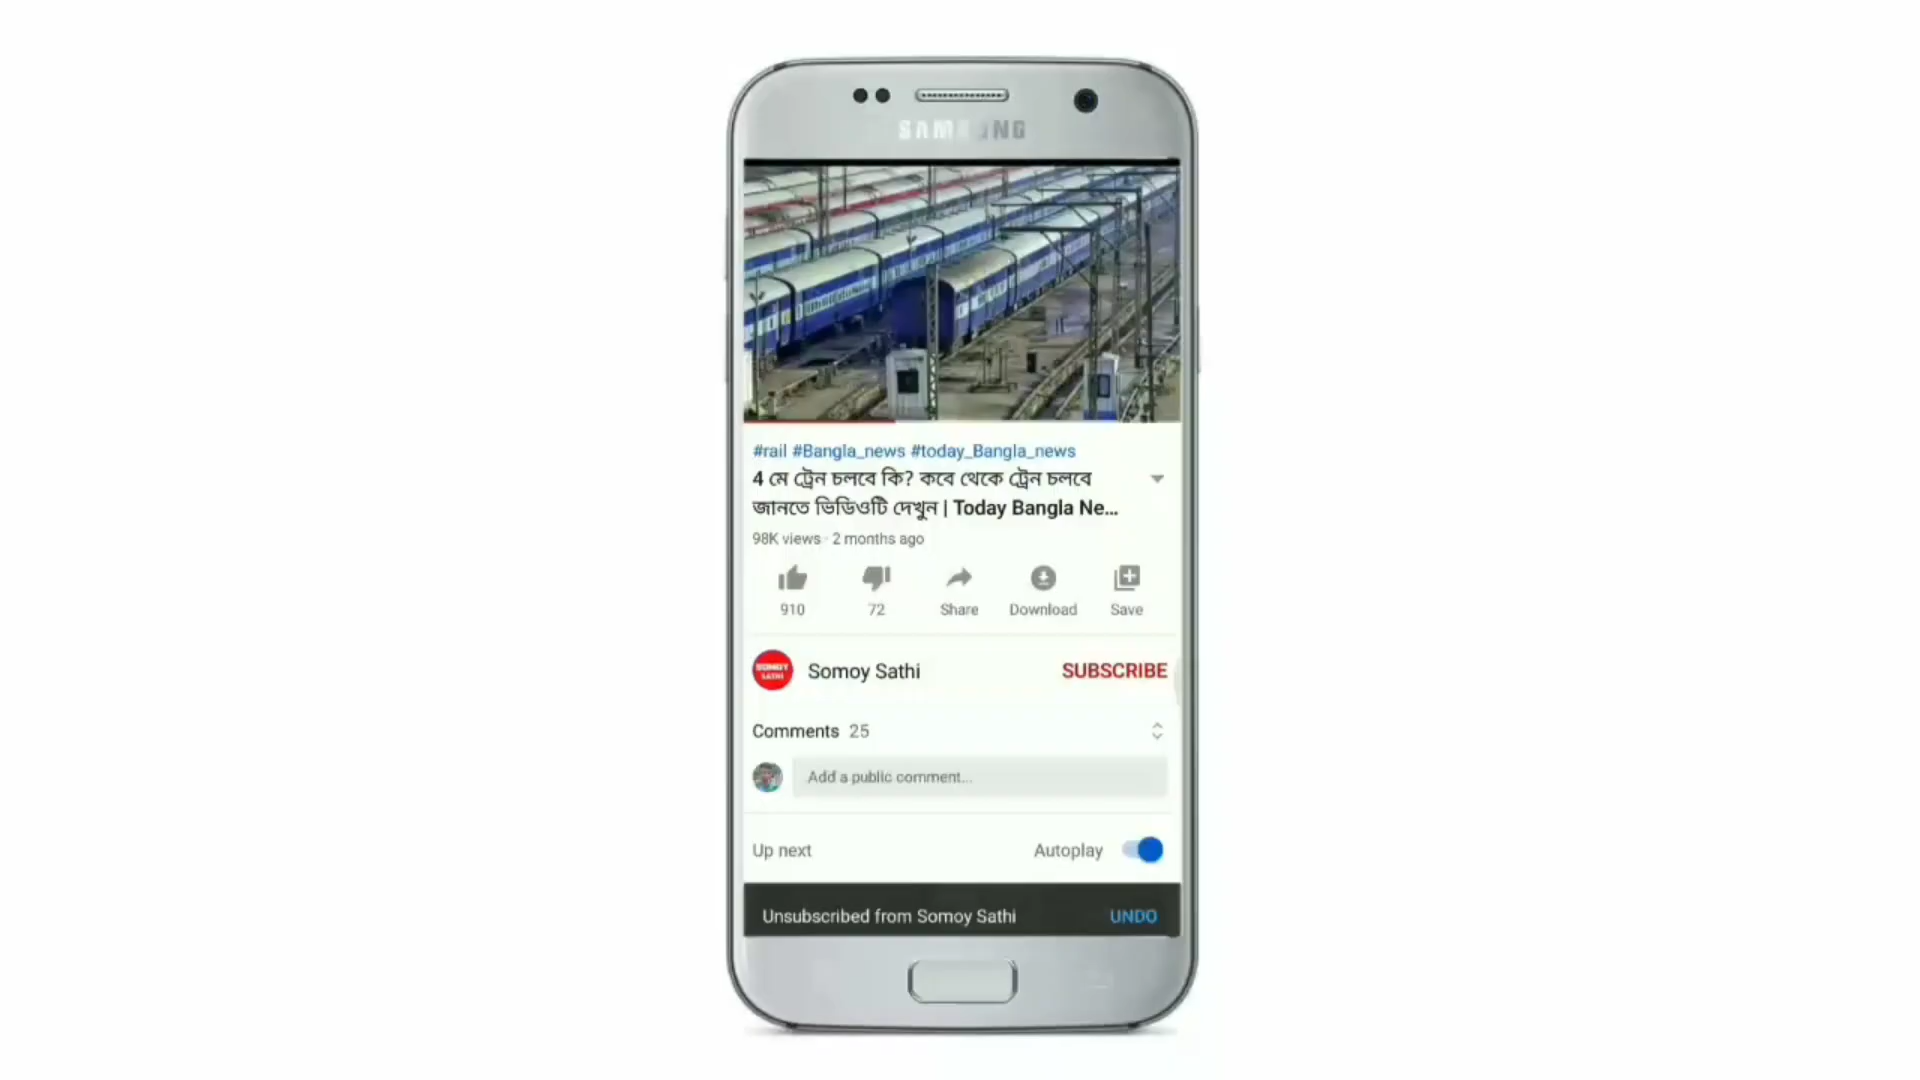 SAMSUNG
#rail #Bangla_news #today_Bangla_news
4 মে ট্রেন চলবে কি? কবে থেকে ট্রেন চলবে
জানতে ভিডিওটি দেখুন | Today Bangla Ne...
98K views · 2 months ago
910 72 Share Download Save
SOMOY
SATHI
Somoy Sathi SUBSCRIBE
Comments 25
Add a public comment...
Up next Autoplay
Unsubscribed from Somoy Sathi UNDO